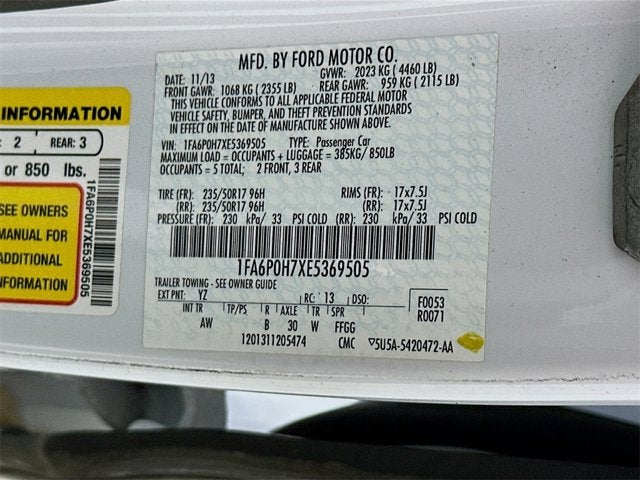 INFORMATION
: 2 REAR: 3
or 850 lbs.
SEE OWNERS
MANUAL FOR
ADDITIONAL
INFORMATION
1FA6P0H7XE5369505
MFD. BY FORD MOTOR CO.
DATE: 11/13 GVWR: 2023 KG ( 4460 LB)
FRONT GAWR: 1068 KG ( 2355 LB) REAR GAWR: 959 KG ( 2115 LB)
THIS VEHICLE CONFORMS TO ALL APPLICABLE FEDERAL MOTOR
VEHICLE SAFETY, BUMPER, AND THEFT PREVENTION STANDARDS
IN EFFECT ON THE DATE OF MANUFACTURE SHOWN ABOVE.
VIN: 1FA6P0H7XE5369505 TYPE: Passenger Car
MAXIMUM LOAD = OCCUPANTS + LUGGAGE = 385KG/ 850LB
OCCUPANTS = 5 TOTAL; 2 FRONT, 3 REAR
TIRE (FR): 235/50R17 96H RIMS (FR): 17x7.5J
(RR): 235/50R17 96H (RR): 17x7.5J
PRESSURE (FR): 230 kPa/ 33 PSI COLD (RR): 230 kPa/ 33 PSI COLD
1FA6P0H7XE5369505
TRAILER TOWING - SEE OWNER GUIDE
EXT PNT: YZ RC: 13 DSO: F0053
INT TR TP/PS R AXLE TR SPR R0071
AW B 30 W FFGG
1201311205474 CMC 5U5A-5420472-AA